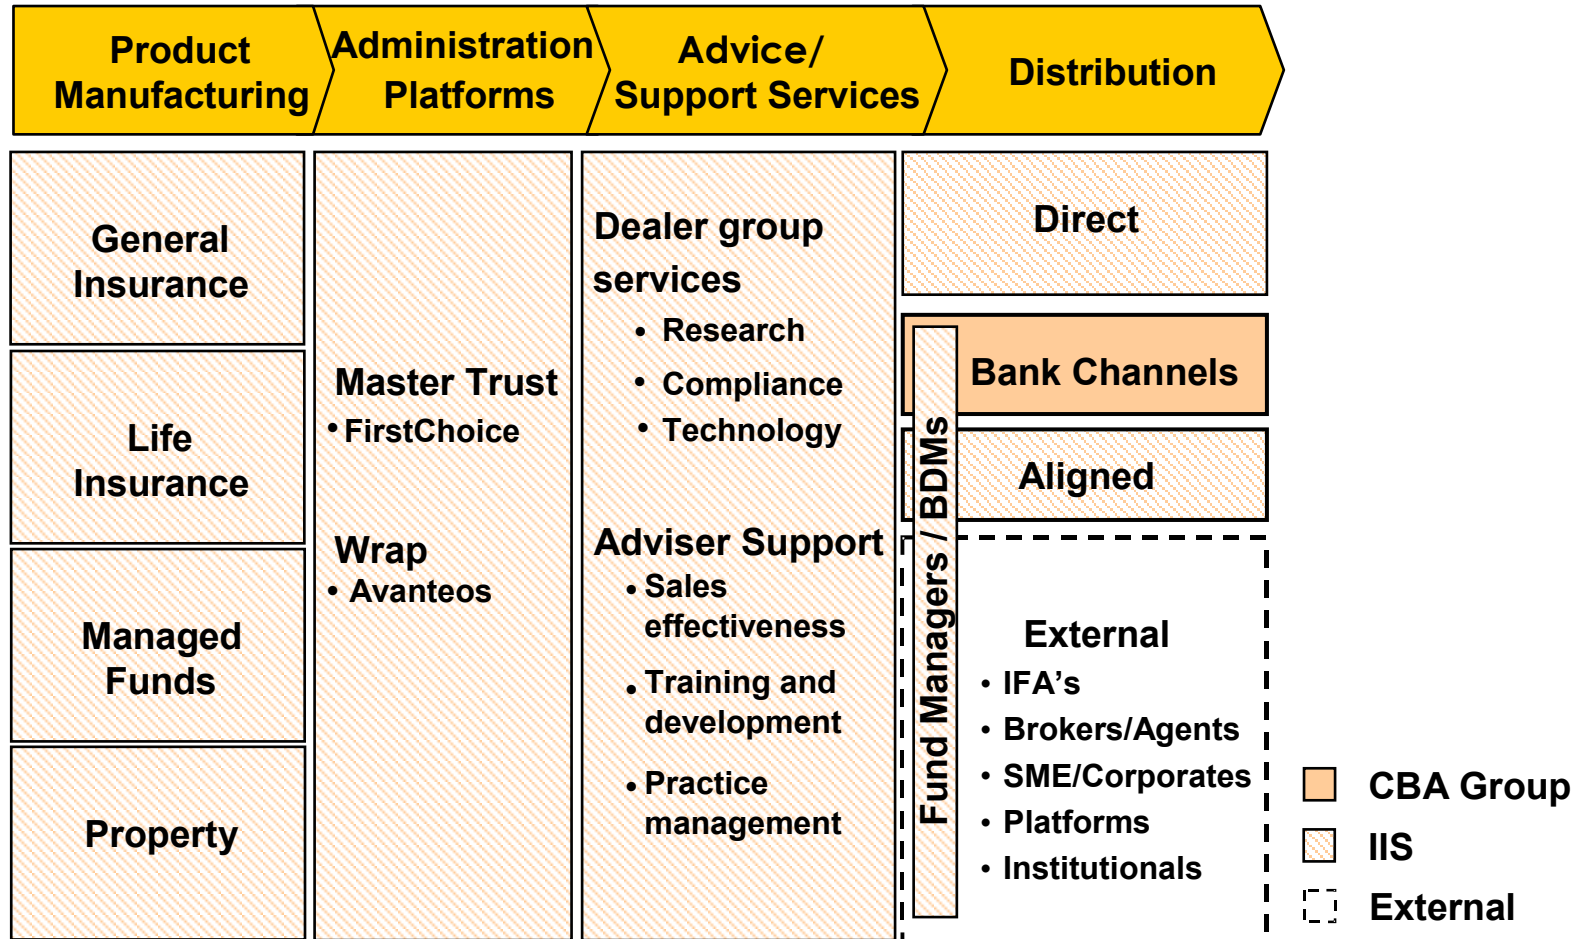 Product
Manufacturing
Administration
Platforms
Advice/
Support Services
Distribution
General
Insurance
Life
Insurance
Managed
Funds
Property
Master Trust
• FirstChoice
Wrap
• Avanteos
Dealer group
services
• Research
• Compliance
• Technology
Adviser Support
• Sales
effectiveness
• Training and
development
• Practice
management
Direct
Bank Channels
Aligned
Fund Managers / BDMs
External
• IFA's
• Brokers/Agents
• SME/Corporates
• Platforms
• Institutionals
CBA Group
IIS
External